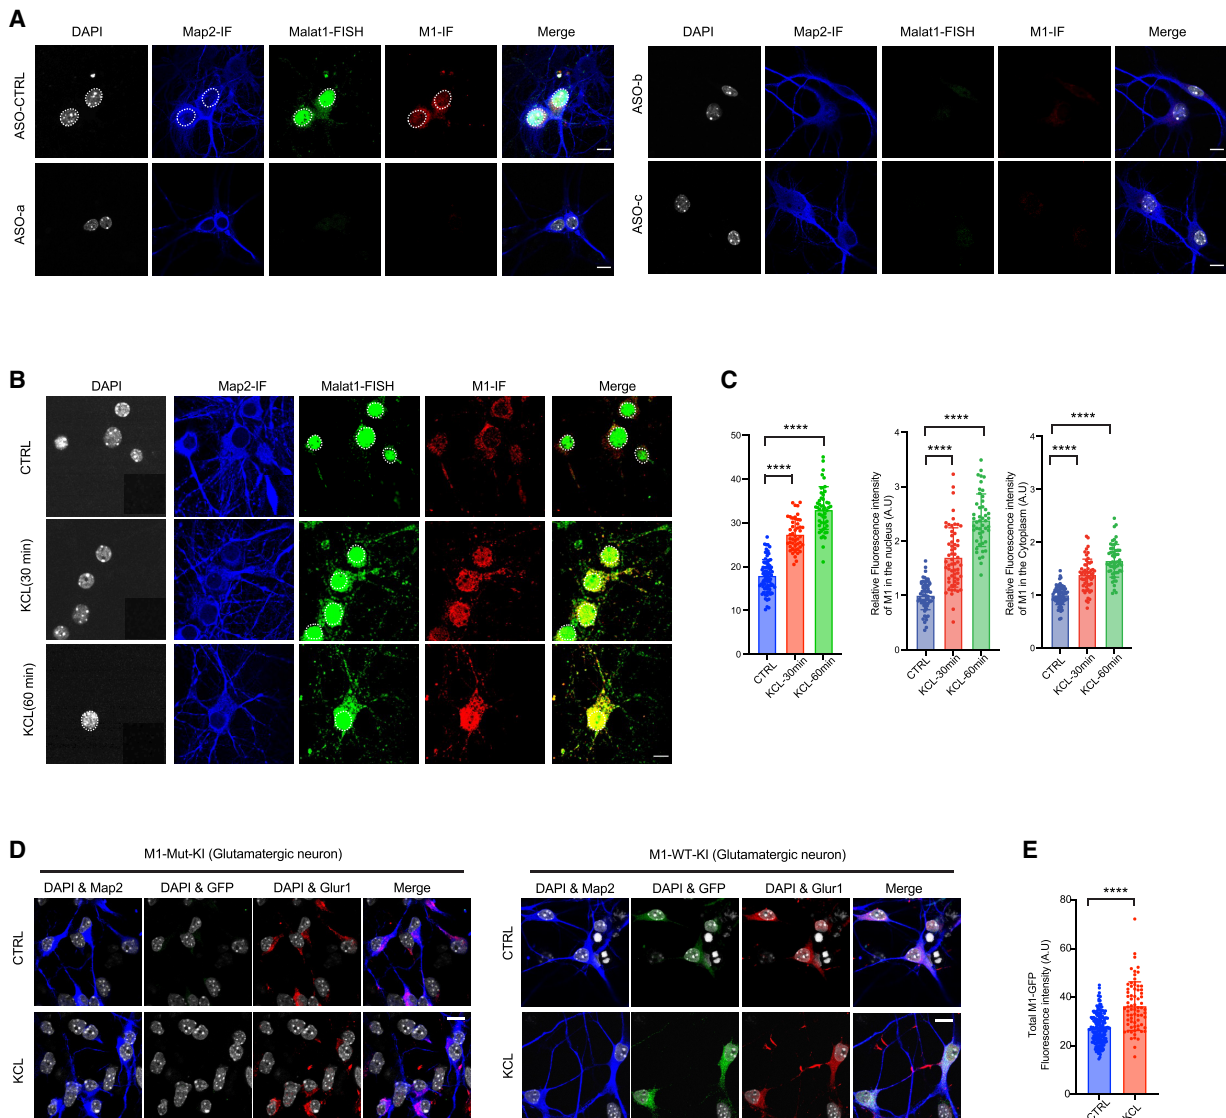 A
DAPI Map2-IF Malat1-FISH M1-IF Merge
ASO-CTRL
ASO-a
DAPI Map2-IF Malat1-FISH M1-IF Merge
ASO-b
ASO-c
B
DAPI Map2-IF Malat1-FISH M1-IF Merge
CTRL
KCL(30 min)
KCL(60 min)
C
****
****
50
40
30
20
10
0
CTRL
KCL-30min
KCL-60min
Relative Fluorescence intensity
of M1 in the nucleus (A.U)
****
****
4
3
2
1
0
CTRL
KCL-30min
KCL-60min
Relative Fluorescence intensity
of M1 in the Cytoplasm (A.U)
****
****
4
3
2
1
0
CTRL
KCL-30min
KCL-60min
D
M1-Mut-KI (Glutamatergic neuron)
DAPI & Map2 DAPI & GFP DAPI & Glur1 Merge
CTRL
KCL
M1-WT-KI (Glutamatergic neuron)
DAPI & Map2 DAPI & GFP DAPI & Glur1 Merge
CTRL
KCL
E
Total M1-GFP
Fluorescence intensity (A.U)
****
80
60
40
20
0
CTRL
KCL